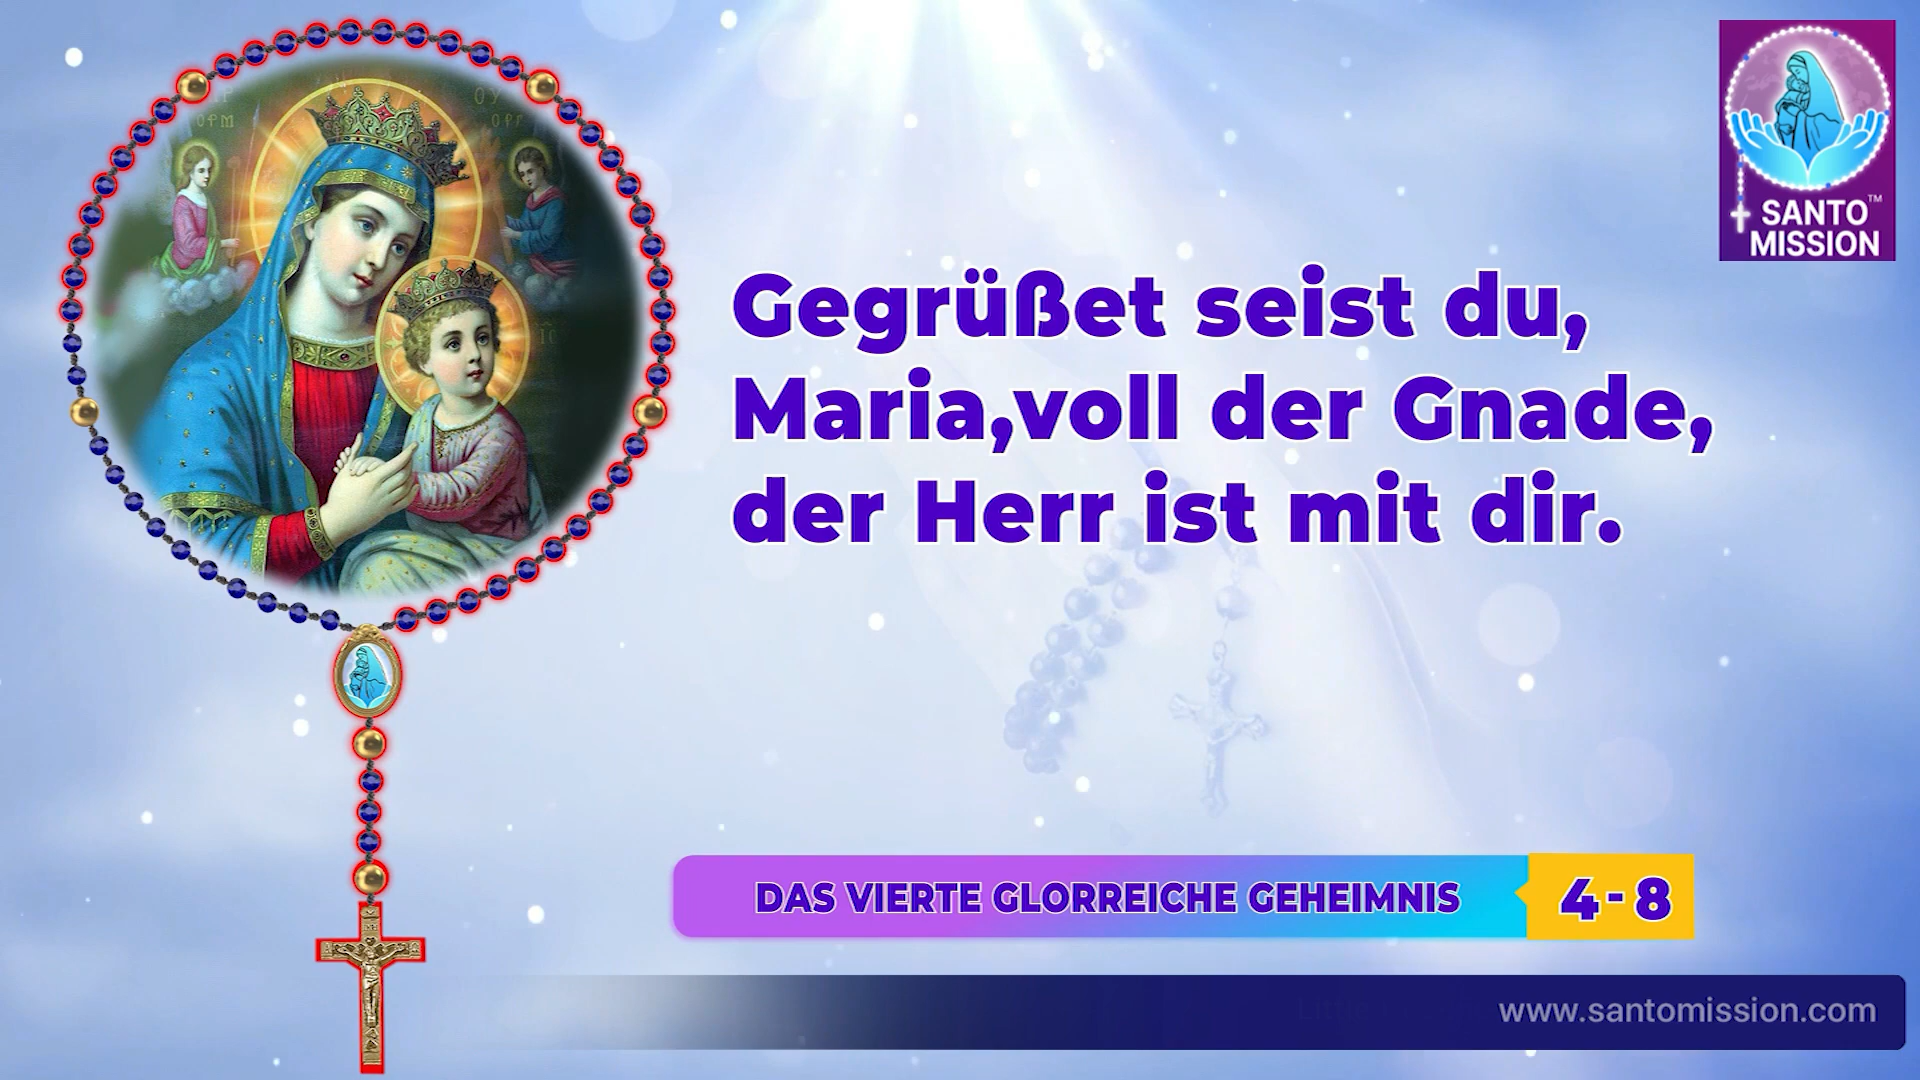 SANTO™
MISSION
Gegrüßet seist du,
Maria,voll der Gnade,
der Herr ist mit dir.
DAS VIERTE GLORREICHE GEHEIMNIS
4-8
www.santomission.com